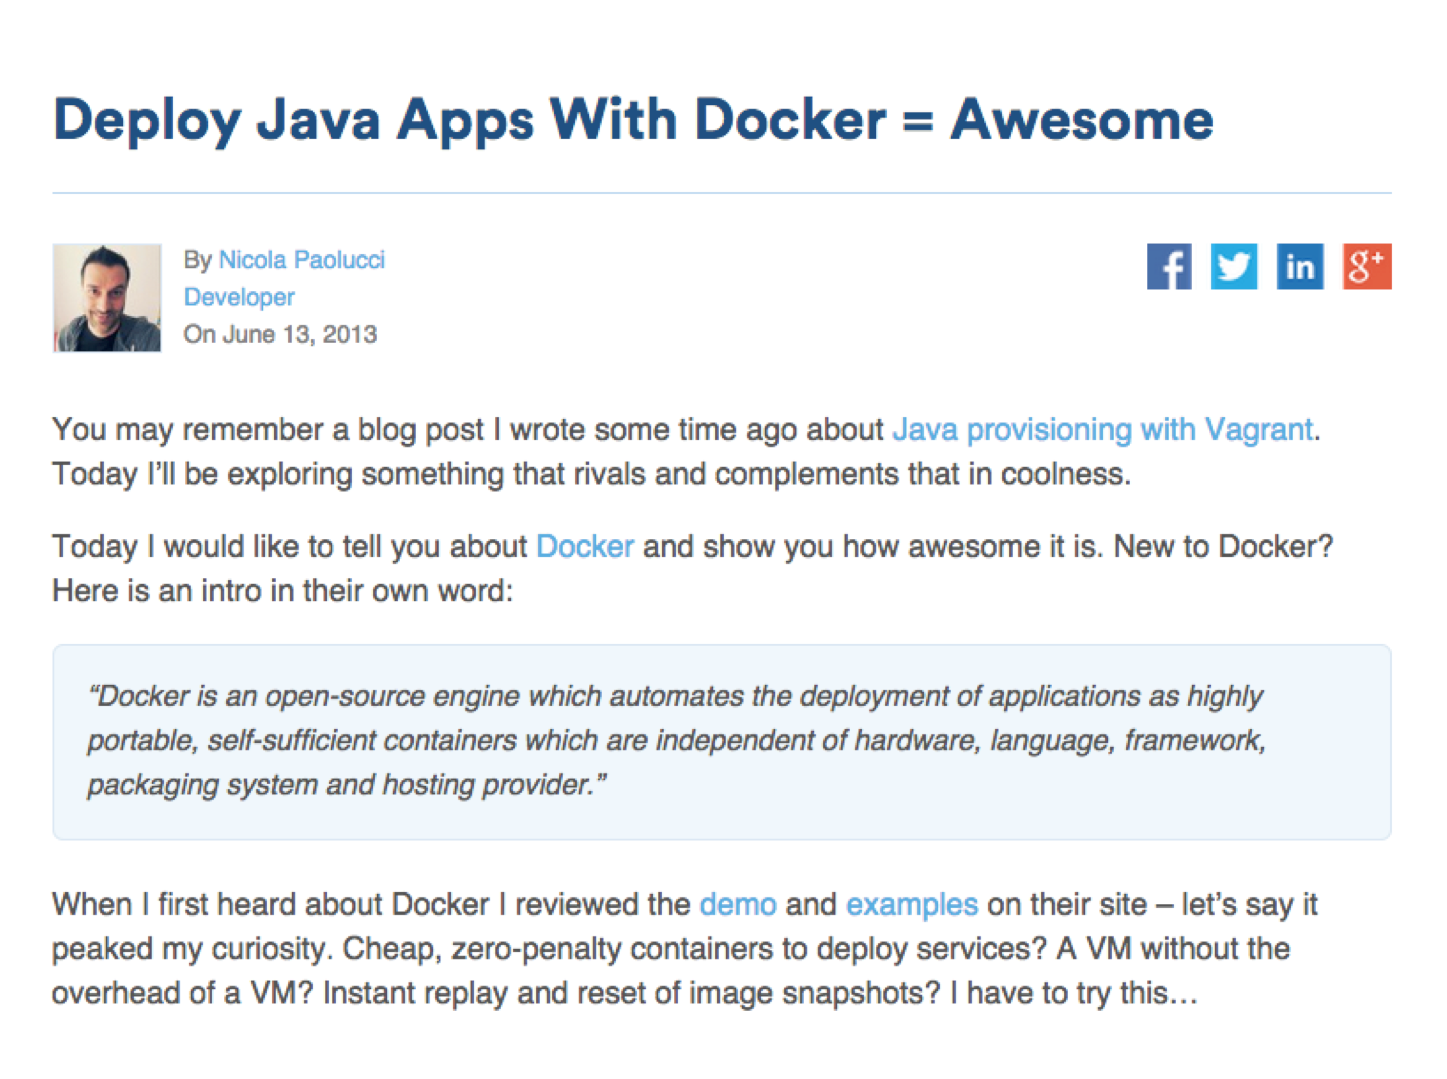 Deploy Java Apps With Docker = Awesome
By Nicola Paolucci
Developer
On June 13, 2013
f
in
g+
You may remember a blog post I wrote some time ago about Java provisioning with Vagrant.
Today I’ll be exploring something that rivals and complements that in coolness.
Today I would like to tell you about Docker and show you how awesome it is. New to Docker?
Here is an intro in their own word:
“Docker is an open-source engine which automates the deployment of applications as highly
portable, self-sufficient containers which are independent of hardware, language, framework,
packaging system and hosting provider.”
When I first heard about Docker I reviewed the demo and examples on their site – let’s say it
peaked my curiosity. Cheap, zero-penalty containers to deploy services? A VM without the
overhead of a VM? Instant replay and reset of image snapshots? I have to try this…